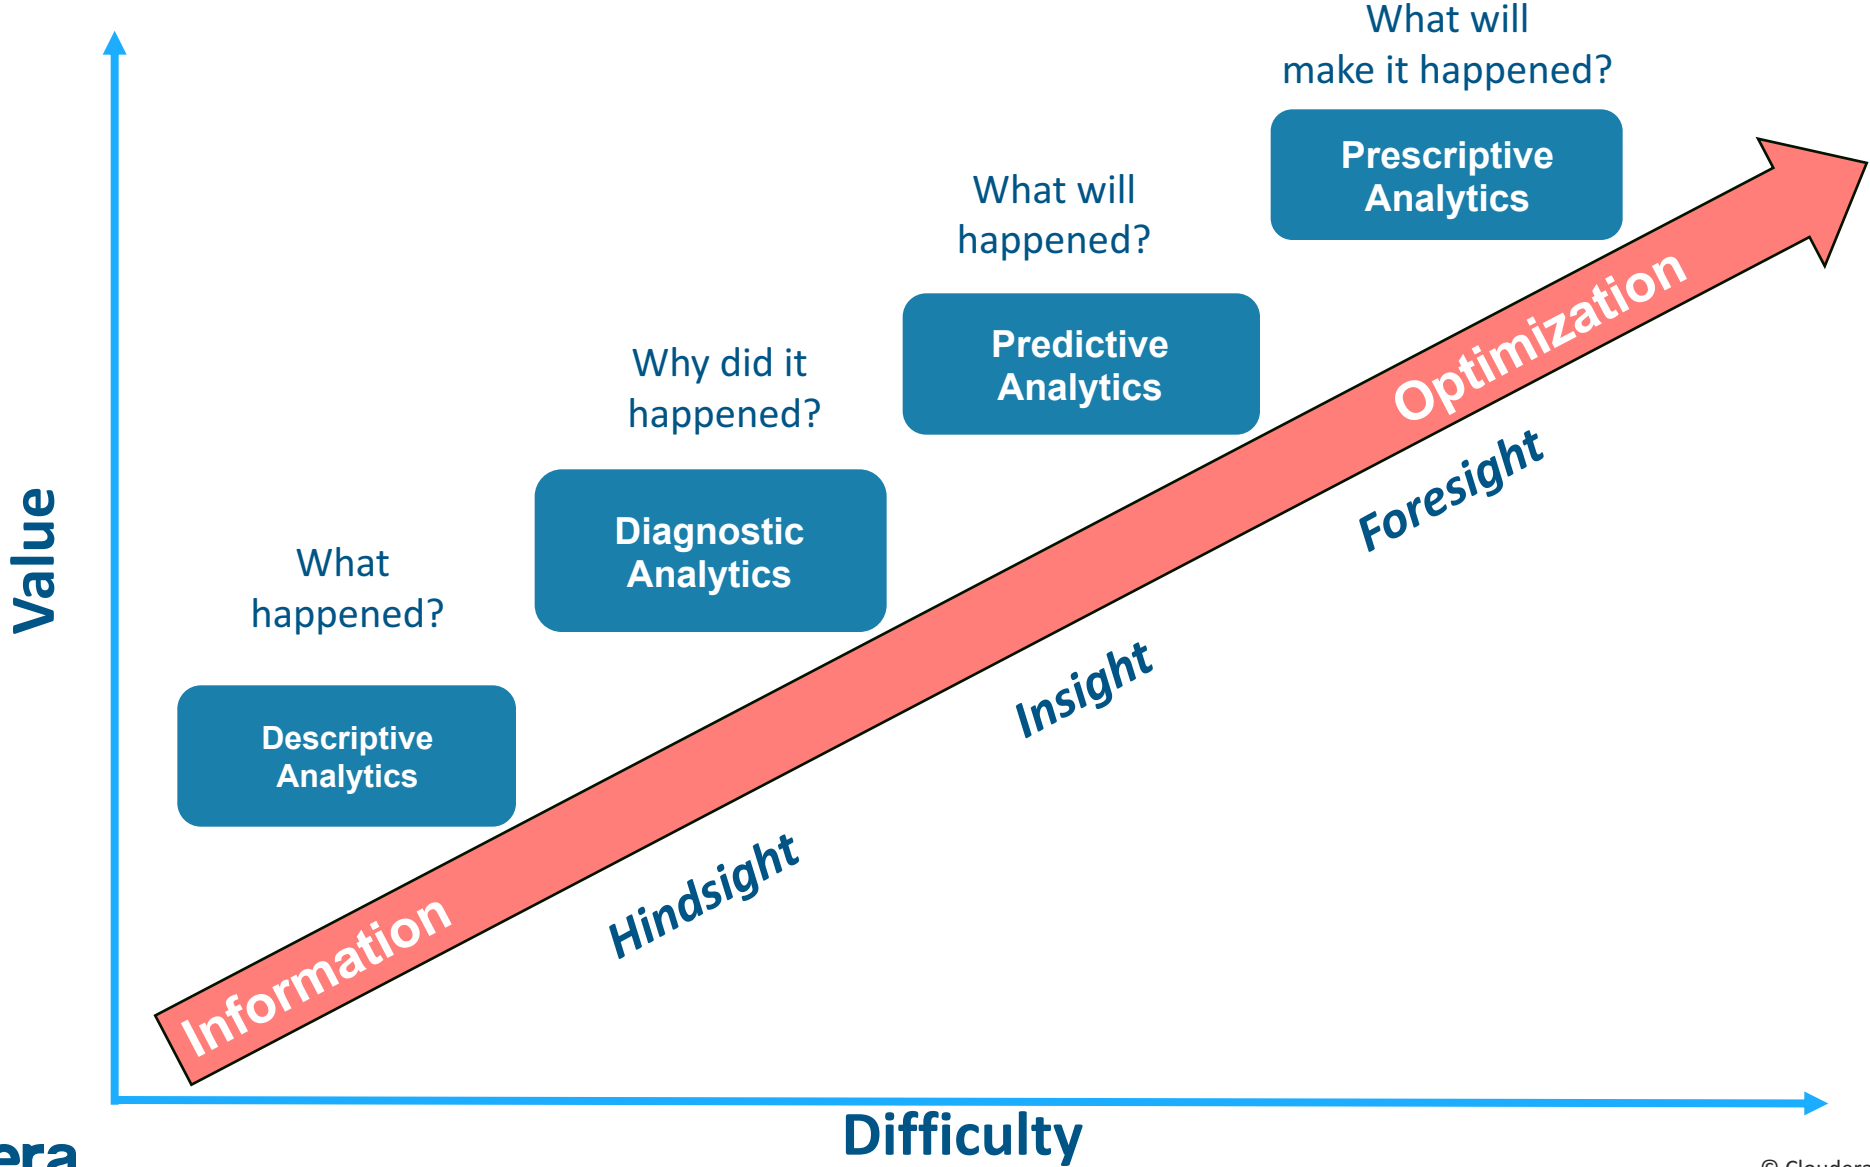 What will
make it happened?
Prescriptive
Analytics
What will
happened?
Predictive
Analytics
Optimization
Why did it
happened?
Foresight
Diagnostic
Analytics
Value
What
happened?
Insight
Descriptive
Analytics
Hindsight
Information
Difficulty
era